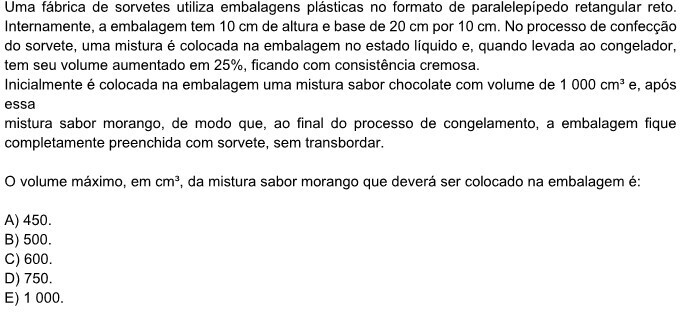 Uma fábrica de sorvetes utiliza embalagens plásticas no formato de paralelepípedo retangular reto.
Internamente, a embalagem tem 10 cm de altura e base de 20 cm por 10 cm. No processo de confecção
do sorvete, uma mistura é colocada na embalagem no estado líquido e, quando levada ao congelador,
tem seu volume aumentado em 25%, ficando com consistência cremosa.
Inicialmente é colocada na embalagem uma mistura sabor chocolate com volume de 1 000 cm³ e, após
essa
mistura sabor morango, de modo que, ao final do processo de congelamento, a embalagem fique
completamente preenchida com sorvete, sem transbordar.
O volume máximo, em cm³, da mistura sabor morango que deverá ser colocado na embalagem é:
A) 450.
B) 500.
C) 600.
D) 750.
E) 1 000.